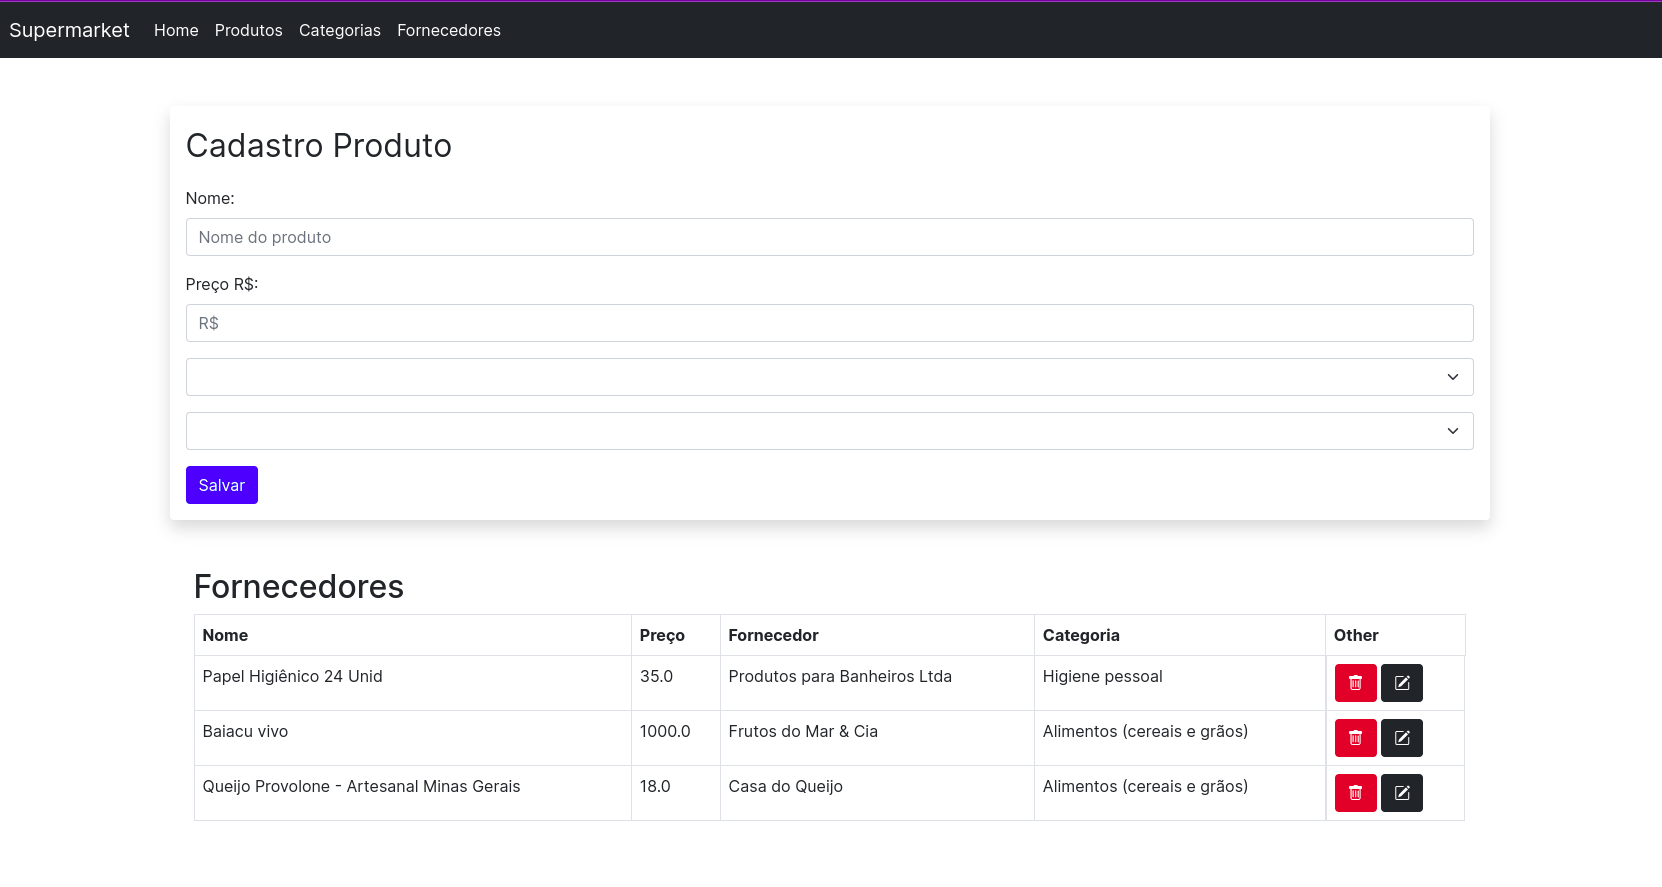 Supermarket Home Produtos Categorias Fornecedores
Cadastro Produto
Nome:
Nome do produto
Preço R$:
R$
Salvar
Fornecedores
Nome Preço Fornecedor Categoria Other
Papel Higiênico 24 Unid 35.0 Produtos para Banheiros Ltda Higiene pessoal
Baiacu vivo 1000.0 Frutos do Mar & Cia Alimentos (cereais e grãos)
Queijo Provolone - Artesanal Minas Gerais 18.0 Casa do Queijo Alimentos (cereais e grãos)